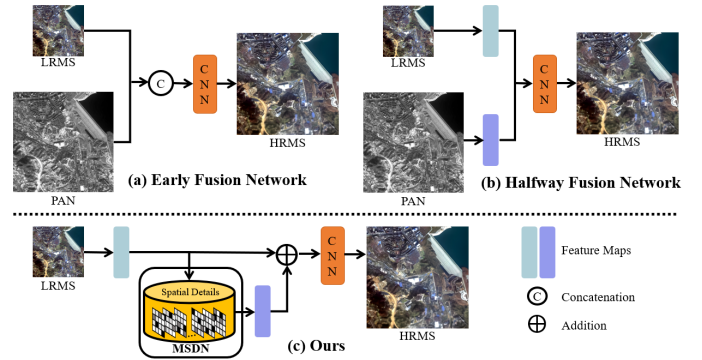 LRMS
PAN
C
C
N
N
HRMS
(a) Early Fusion Network
LRMS
PAN
C
N
N
HRMS
(b) Halfway Fusion Network
LRMS
Spatial Details
MSDN
C
N
N
HRMS
(c) Ours
Feature Maps
C Concatenation
Addition